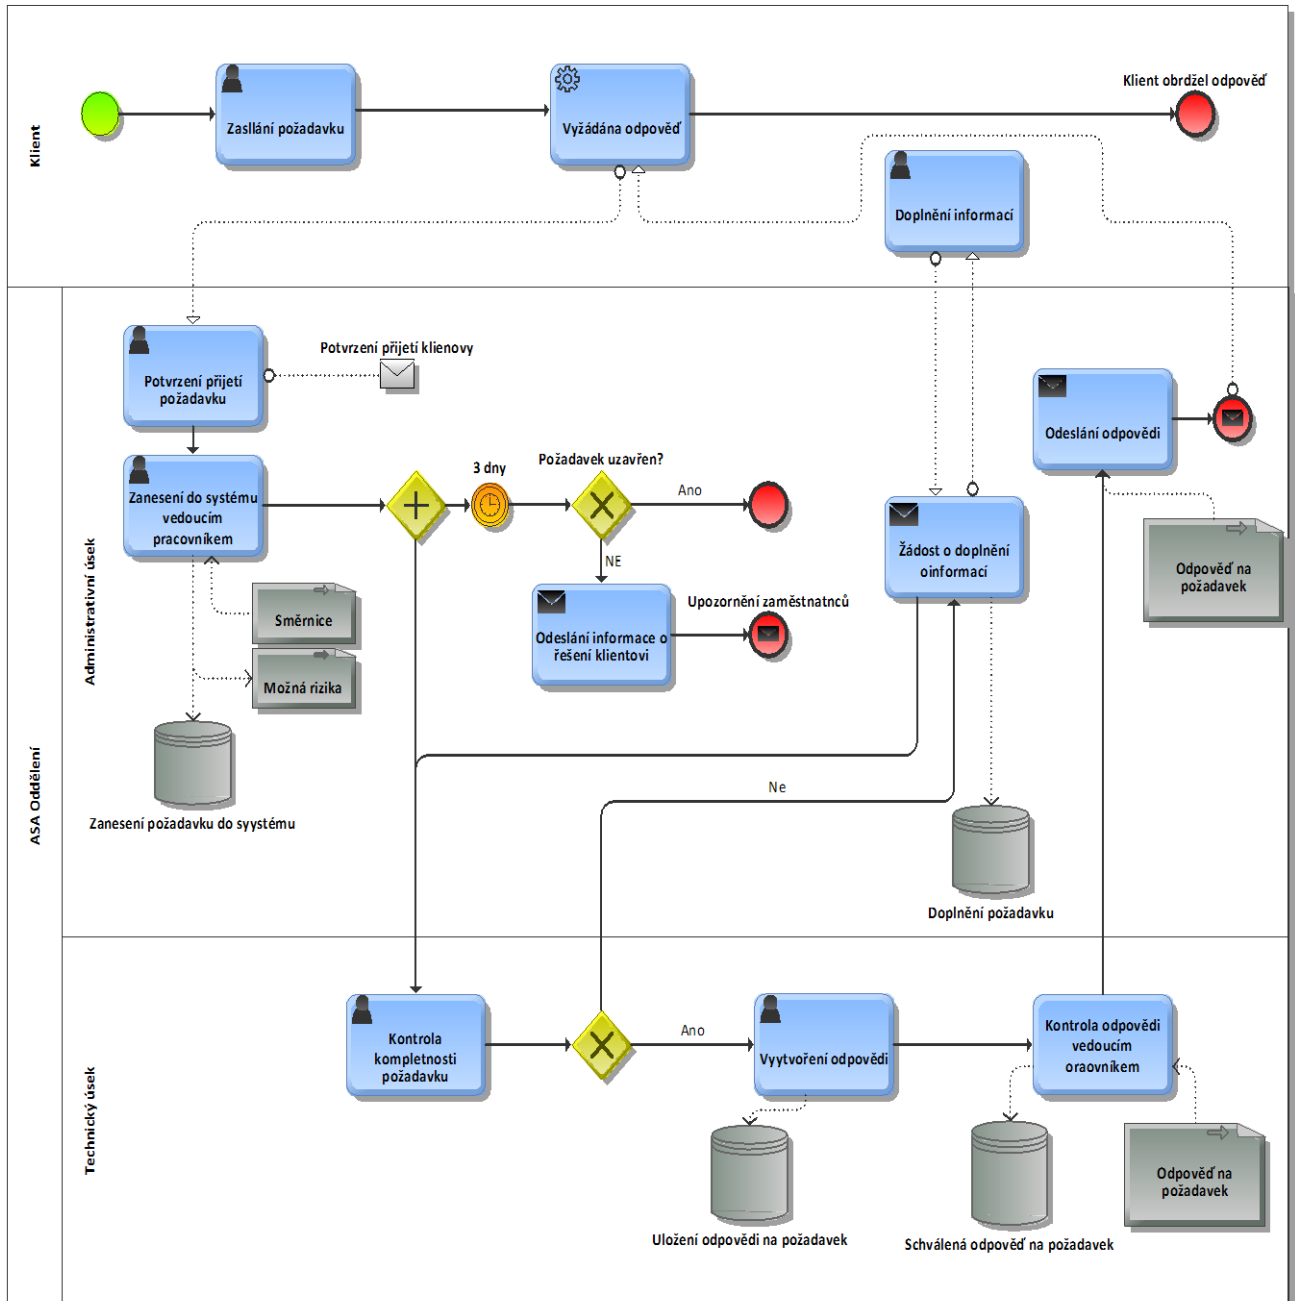 Klient
Zasllání požadavku
Vyžádána odpověď
Klient obrdžel odpověď
Doplnění informací
ASA Oddělení
Administrativní úsek
Potvrzení přijetí
požadavku
Potvrzení přijetí klienovy
Zanesení do systému
vedoucím
pracovníkem
3 dny
Požadavek uzavřen?
Ano
NE
Odeslání informace o
řešení klientovi
Upozornění zaměstnatnců
Směrnice
Možná rizika
Zanesení požadavku do syystému
Žádost o doplnění
oinformací
Odeslání odpovědi
Odpověď na
požadavek
Ne
Doplnění požadavku
Technický úsek
Kontrola
kompletnosti
požadavku
Ano
Vyytvoření odpovědi
Kontrola odpovědi
vedoucím
oraovníkem
Uložení odpovědi na požadavek
Schválená odpověď na požadavek
Odpověď na
požadavek